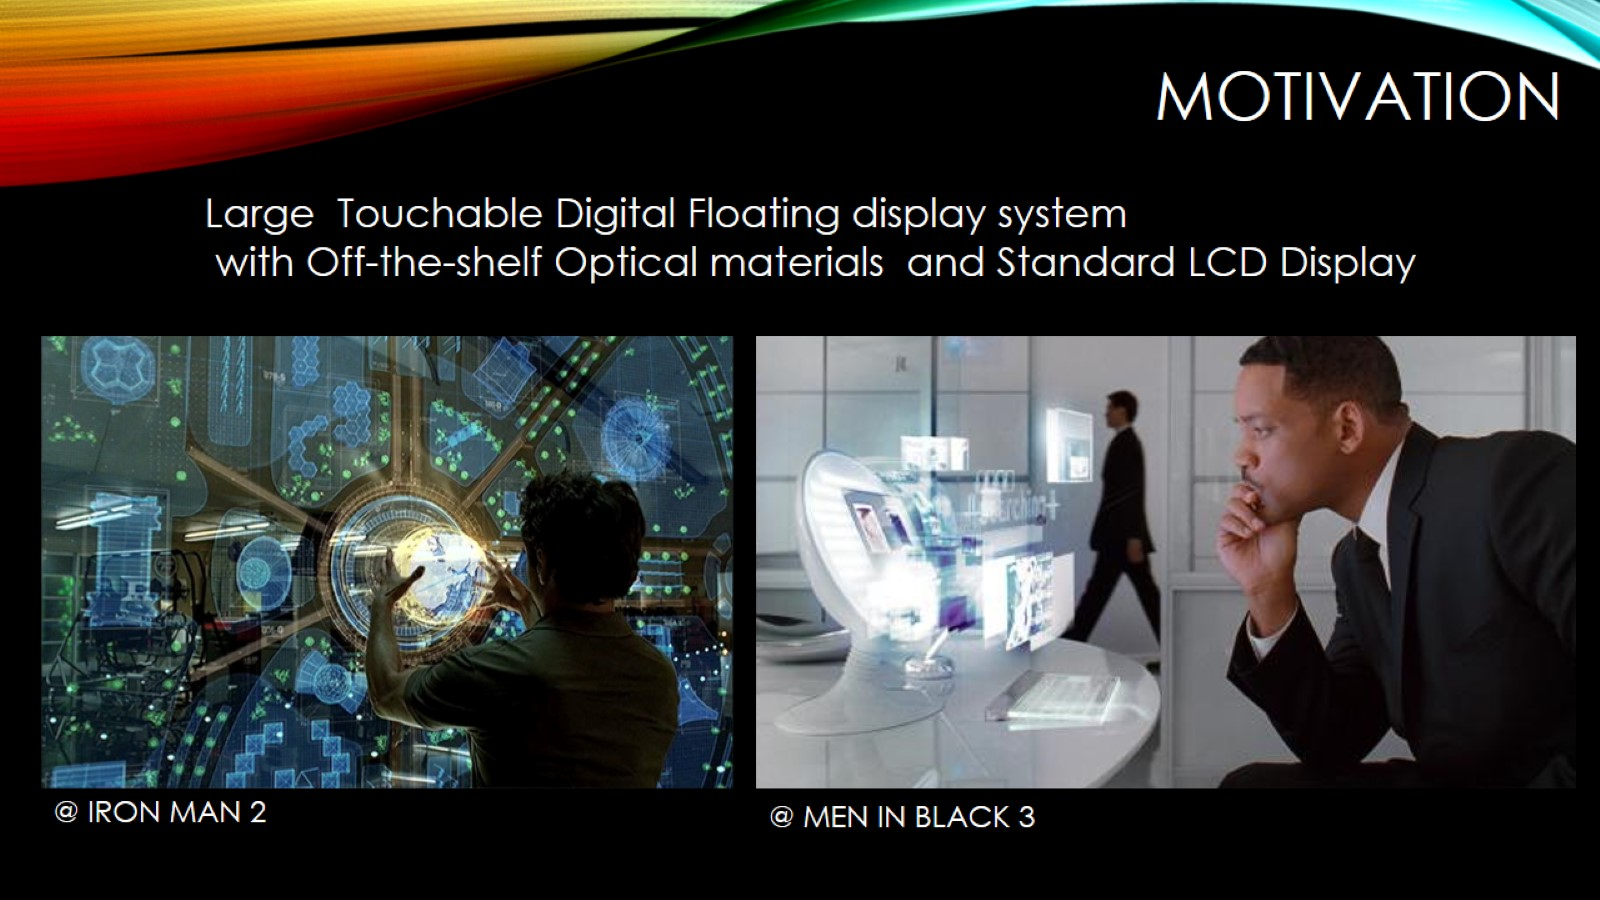 MOTIVATION
Large Touchable Digital Floating display system
with Off-the-shelf Optical materials and Standard LCD Display
@ IRON MAN 2
@ MEN IN BLACK 3